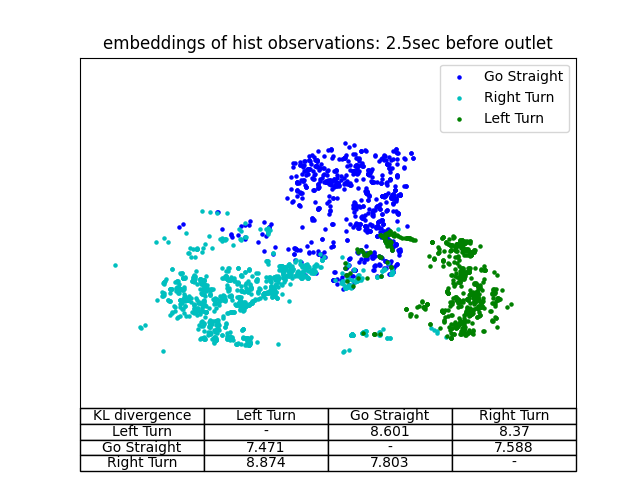 embeddings of hist observations: 2.5sec before outlet
Go Straight
Right Turn
Left Turn
KL divergence Left Turn Go Straight Right Turn
Left Turn - 8.601 8.37
Go Straight 7.471 - 7.588
Right Turn 8.874 7.803 -